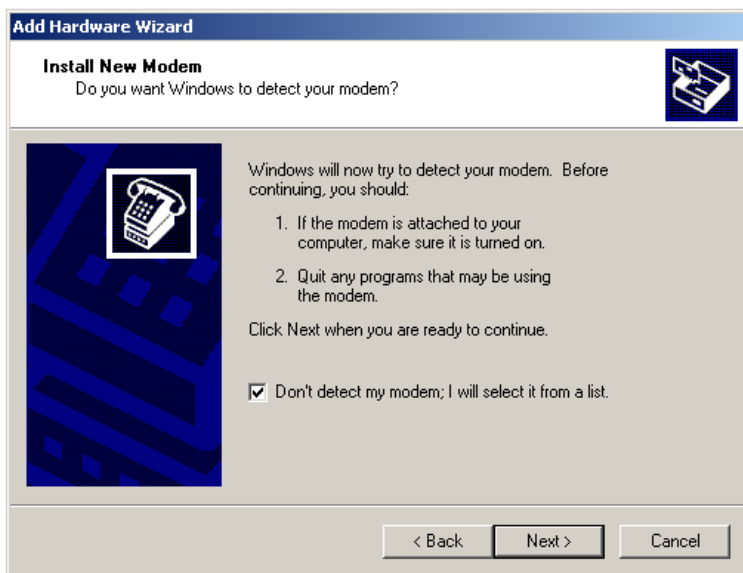 Add Hardware Wizard
Install New Modem
Do you want Windows to detect your modem?
Windows will now try to detect your modem.  Before
continuing, you should:
1. If the modem is attached to your
computer, make sure it is turned on.
2. Quit any programs that may be using
the modem.
Click Next when you are ready to continue.
Don't detect my modem; I will select it from a list.
< Back
Next >
Cancel